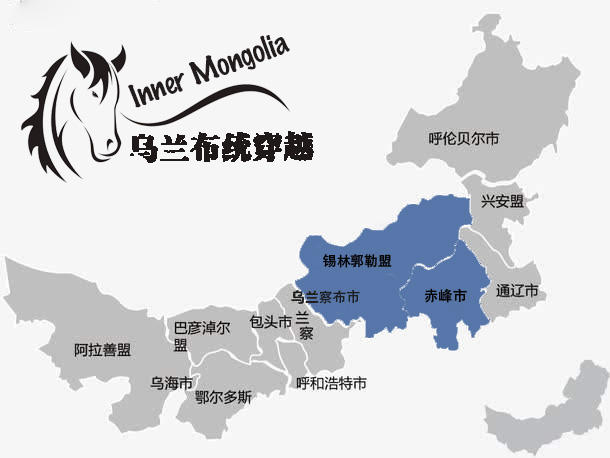 Inner Mongolia
乌兰布统穿越
呼伦贝尔市
兴安盟
锡林郭勒盟
通辽市
赤峰市
乌兰察布市
兰
察
包头市
巴彦淖尔
盟
阿拉善盟
乌海市
鄂尔多斯
呼和浩特市